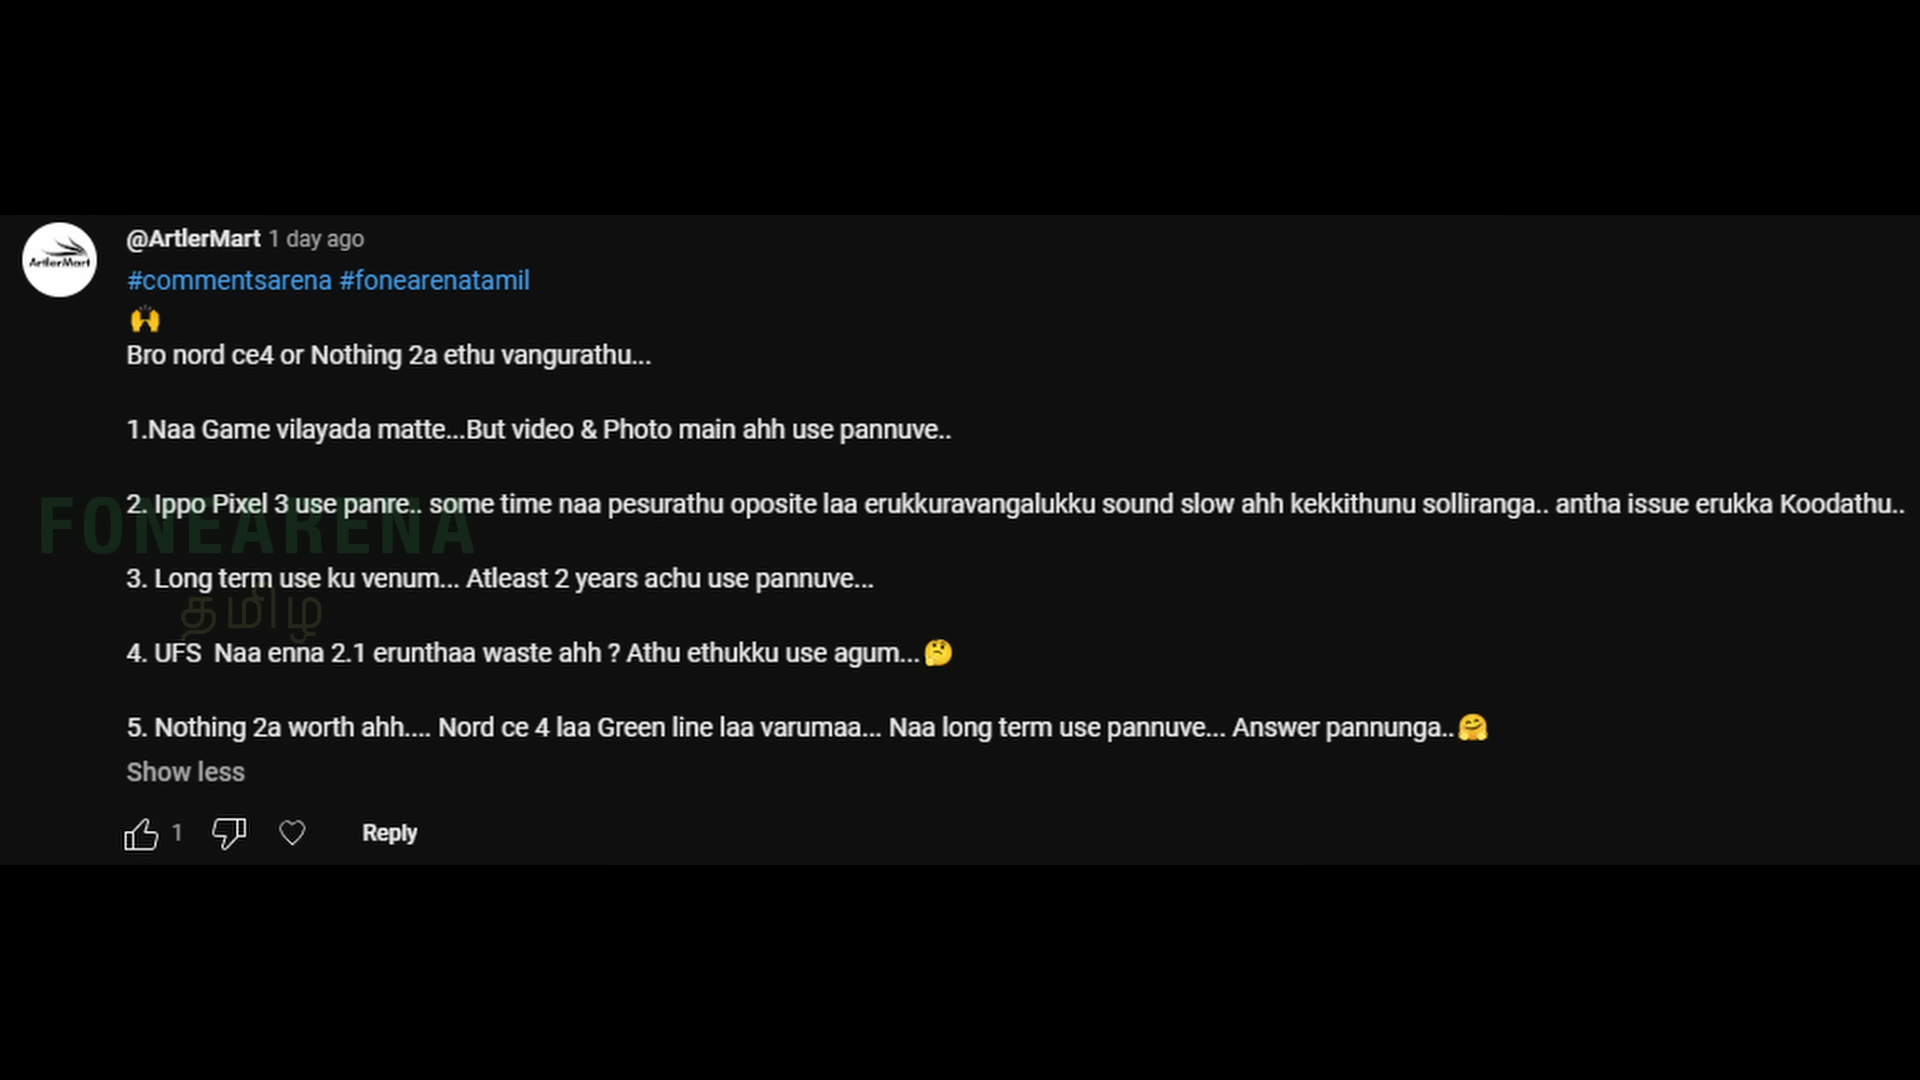 ArtlerMart
@ArtlerMart 1 day ago
#commentsarena #fonearenatamil
🙌
Bro nord ce4 or Nothing 2a ethu vangurathu...
1.Naa Game vilayada matte...But video & Photo main ahh use pannuve..
2. Ippo Pixel 3 use panre.. some time naa pesurathu oposite laa erukkuravangalukku sound slow ahh kekkithunu solliranga.. antha issue erukka Koodathu..
FONEARENA
3. Long term use ku venum... Atleast 2 years achu use pannuve...
தமிழ்
4. UFS  Naa enna 2.1 erunthaa waste ahh ? Athu ethukku use agum...🤔
5. Nothing 2a worth ahh.... Nord ce 4 laa Green line laa varumaa... Naa long term use pannuve... Answer pannunga..🤗
Show less
1 Reply